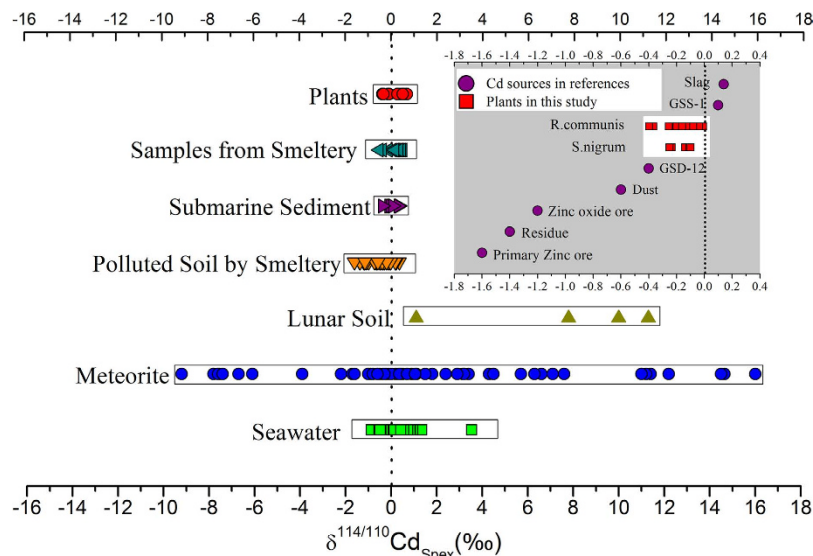 -16 -14 -12 -10 -8 -6 -4 -2 0 2 4 6 8 10 12 14 16 18
-1.8 -1.6 -1.4 -1.2 -1.0 -0.8 -0.6 -0.4 -0.2 0.0 0.2 0.4
Cd sources in references
Plants in this study
Slag
GSS-1
R.communis
S.nigrum
GSD-12
Dust
Zinc oxide ore
Residue
Primary Zinc ore
-1.8 -1.6 -1.4 -1.2 -1.0 -0.8 -0.6 -0.4 -0.2 0.0 0.2 0.4
Plants
Samples from Smeltery
Submarine Sediment
Polluted Soil by Smeltery
Lunar Soil
Meteorite
Seawater
-16 -14 -12 -10 -8 -6 -4 -2 0 2 4 6 8 10 12 14 16 18
δ114/110CdSpex(‰)